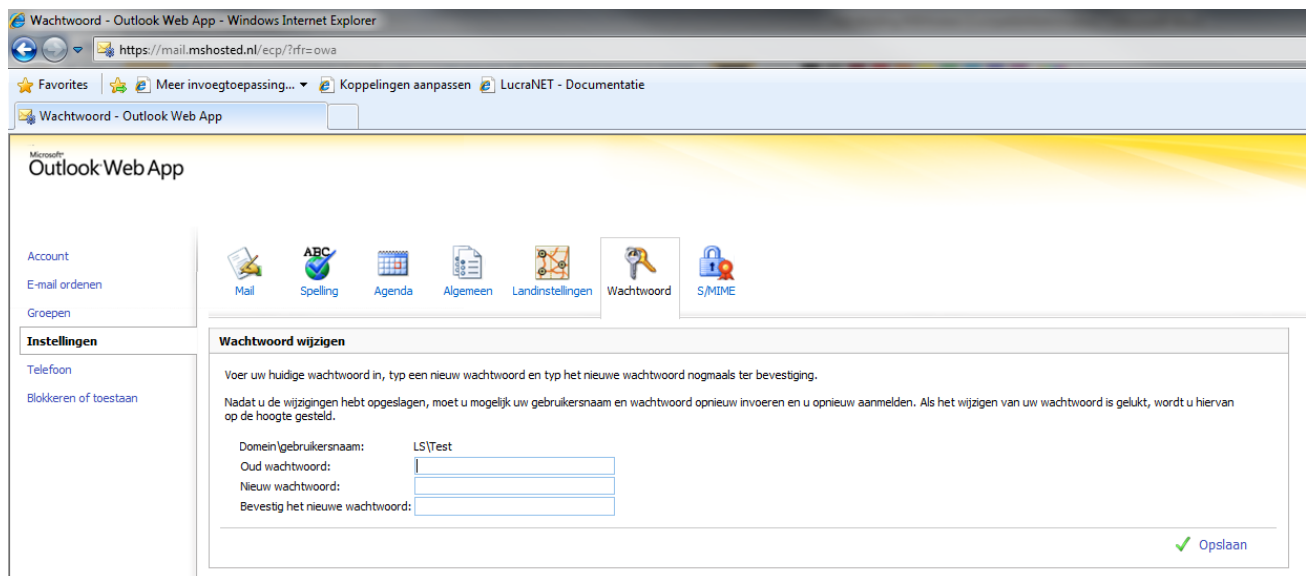 Wachtwoord - Outlook Web App - Windows Internet Explorer
https://mail.mshosted.nl/ecp/?rfr=owa
Favorites Meer invoegtoepassing... Koppelingen aanpassen LucraNET - Documentatie
Wachtwoord - Outlook Web App
Microsoft
Outlook Web App
Account
E-mail ordenen
Groepen
Instellingen
Telefoon
Blokkeren of toestaan
ABC
Mail Spelling Agenda Algemeen Landinstellingen Wachtwoord S/MIME
Wachtwoord wijzigen
Voer uw huidige wachtwoord in, typ een nieuw wachtwoord en typ het nieuwe wachtwoord nogmaals ter bevestiging.
Nadat u de wijzigingen hebt opgeslagen, moet u mogelijk uw gebruikersnaam en wachtwoord opnieuw invoeren en u opnieuw aanmelden. Als het wijzigen van uw wachtwoord is gelukt, wordt u hiervan
op de hoogte gesteld.
Domein\gebruikersnaam: LS\Test
Oud wachtwoord:
Nieuw wachtwoord:
Bevestig het nieuwe wachtwoord:
Opslaan